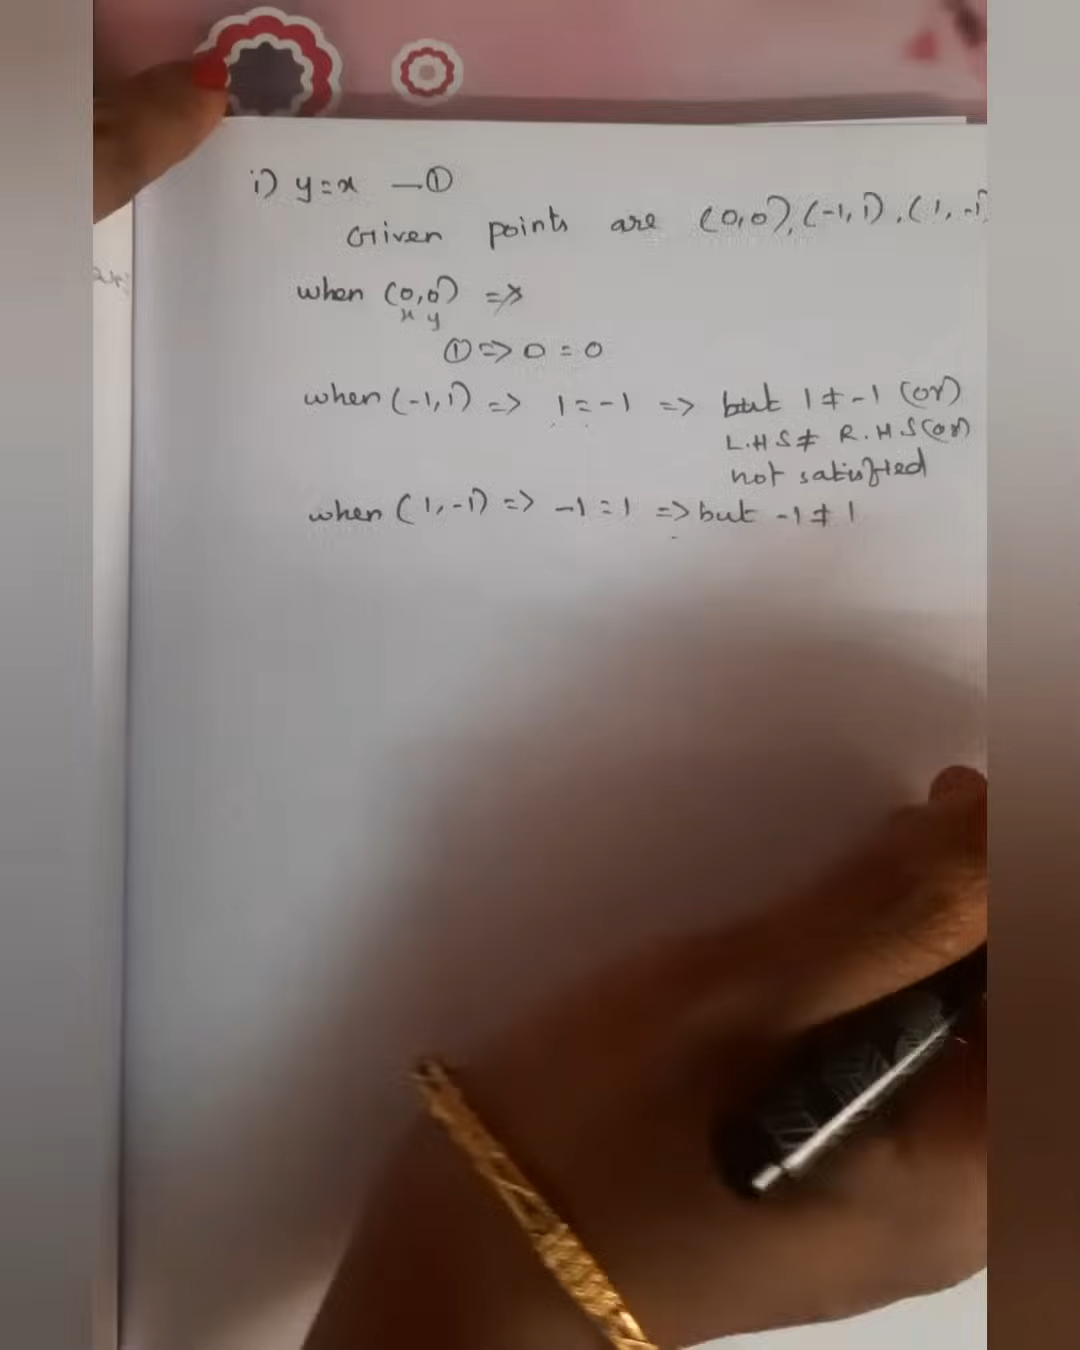 i) y=x —①
Given points are (0,0), (-1,1), (1,-1
when (0,0) =>
x y
① => 0 = 0
when (-1,1) => 1=-1 => but 1≠-1 (or)
L.H.S≠ R.H.S(or)
not satisfied
when (1,-1) => -1=1 => but -1≠1